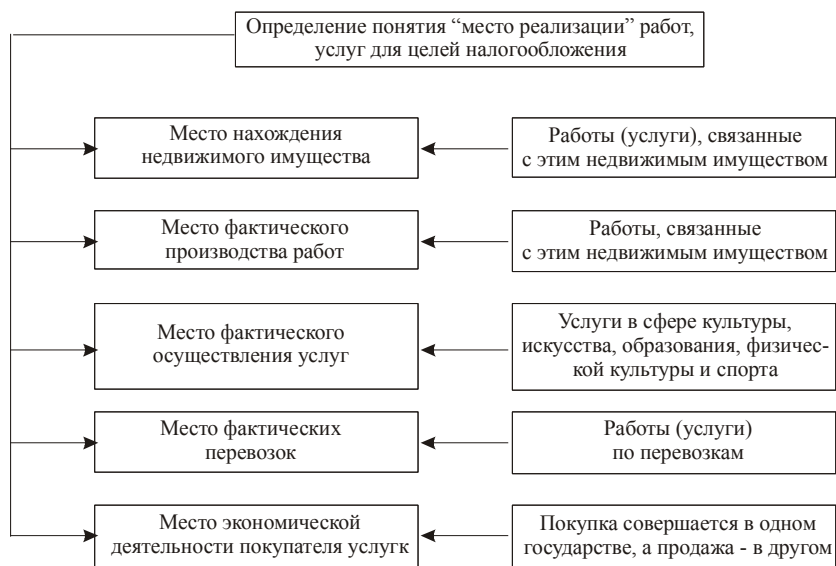 Определение понятия “место реализации” работ,
услуг для целей налогообложения
Место нахождения
недвижимого имущества
Работы (услуги), связанные
с этим недвижимым имуществом
Место фактического
производства работ
Работы, связанные
с этим недвижимым имуществом
Место фактического
осуществления услуг
Услуги в сфере культуры,
искусства, образования, физичес-
кой культуры и спорта
Место фактических
перевозок
Работы (услуги)
по перевозкам
Место экономической
деятельности покупателя услугк
Покупка совершается в одном
государстве, а продажа - в другом